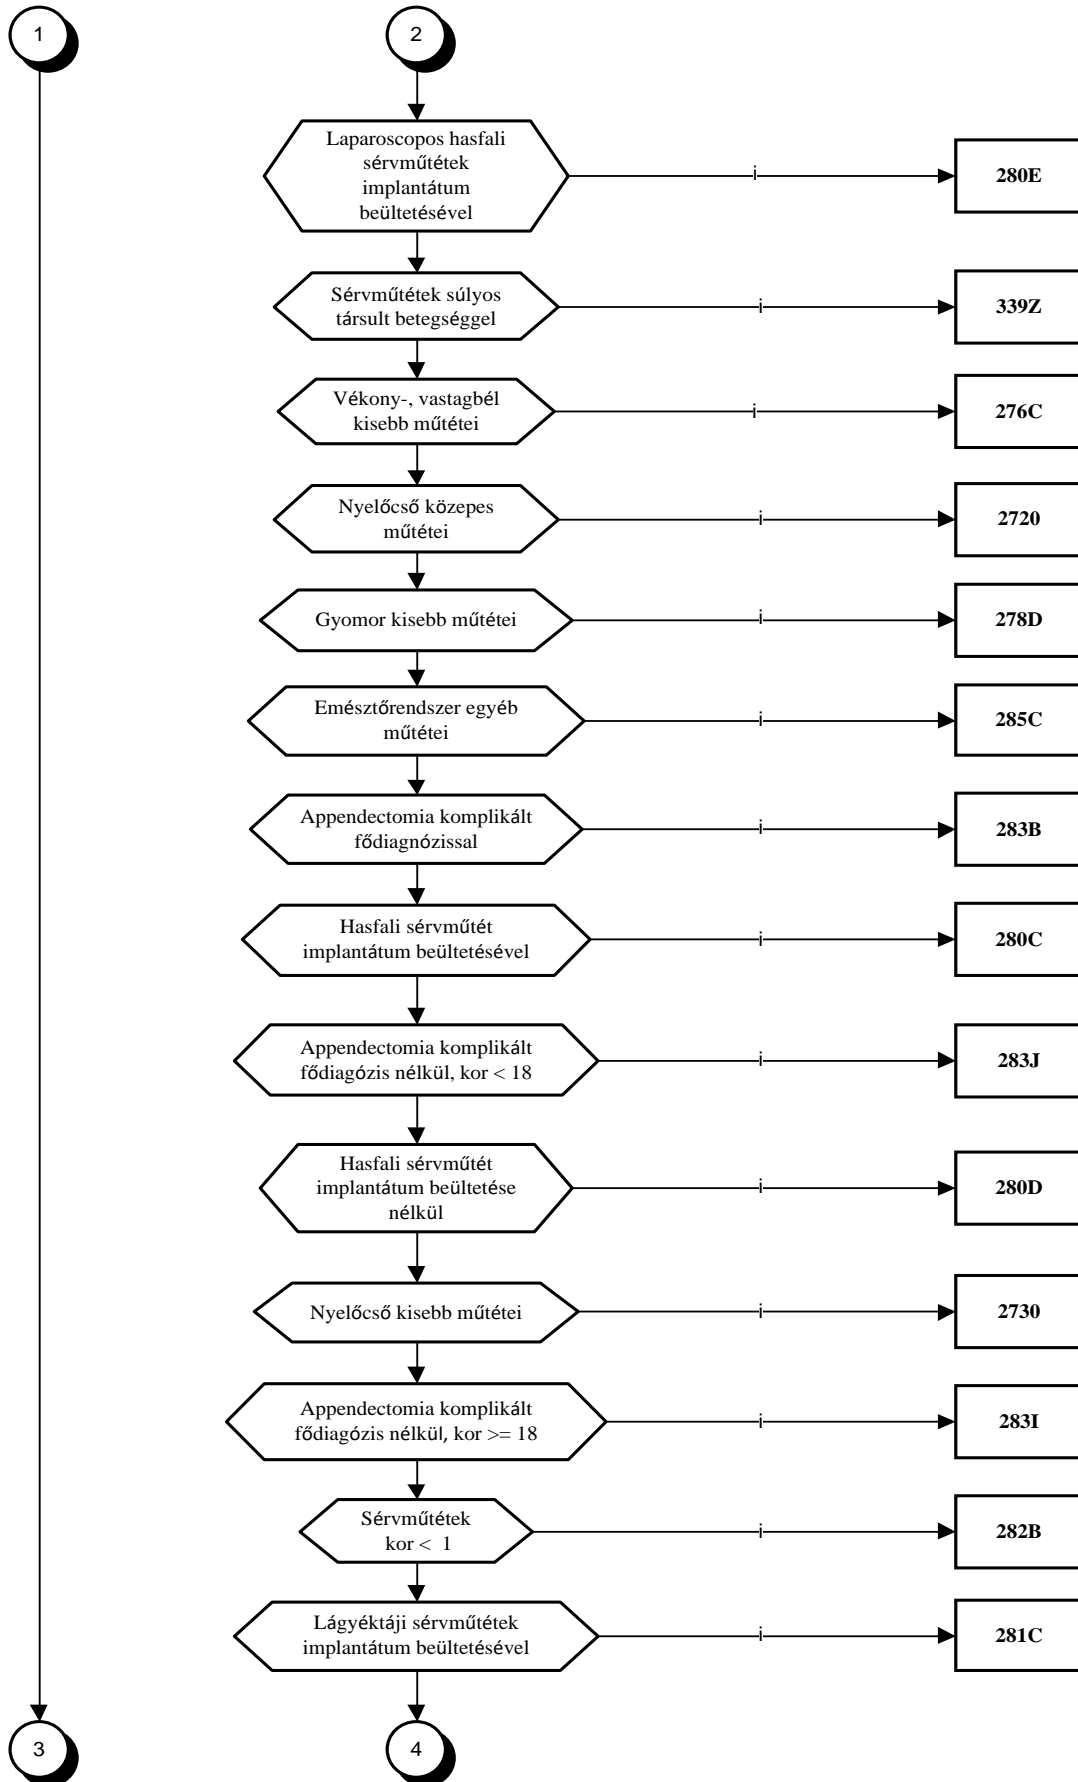 1
2
Laparoscopos hasfali
sérvműtétek
implantátum
beültetésével
i
280E
Sérvműtétek súlyos
társult betegséggel
i
339Z
Vékony-, vastagbél
kisebb műtétei
i
276C
Nyelőcső közepes
műtétei
i
2720
Gyomor kisebb műtétei
i
278D
Emésztőrendszer egyéb
műtétei
i
285C
Appendectomia komplikált
fődiagnózissal
i
283B
Hasfali sérvműtét
implantátum beültetésével
i
280C
Appendectomia komplikált
fődiagózis nélkül, kor < 18
i
283J
Hasfali sérvműtét
implantátum beültetése
nélkül
i
280D
Nyelőcső kisebb műtétei
i
2730
Appendectomia komplikált
fődiagózis nélkül, kor >= 18
i
283I
Sérvműtétek
kor < 1
i
282B
Lágyéktáji sérvműtétek
implantátum beültetésével
i
281C
3
4